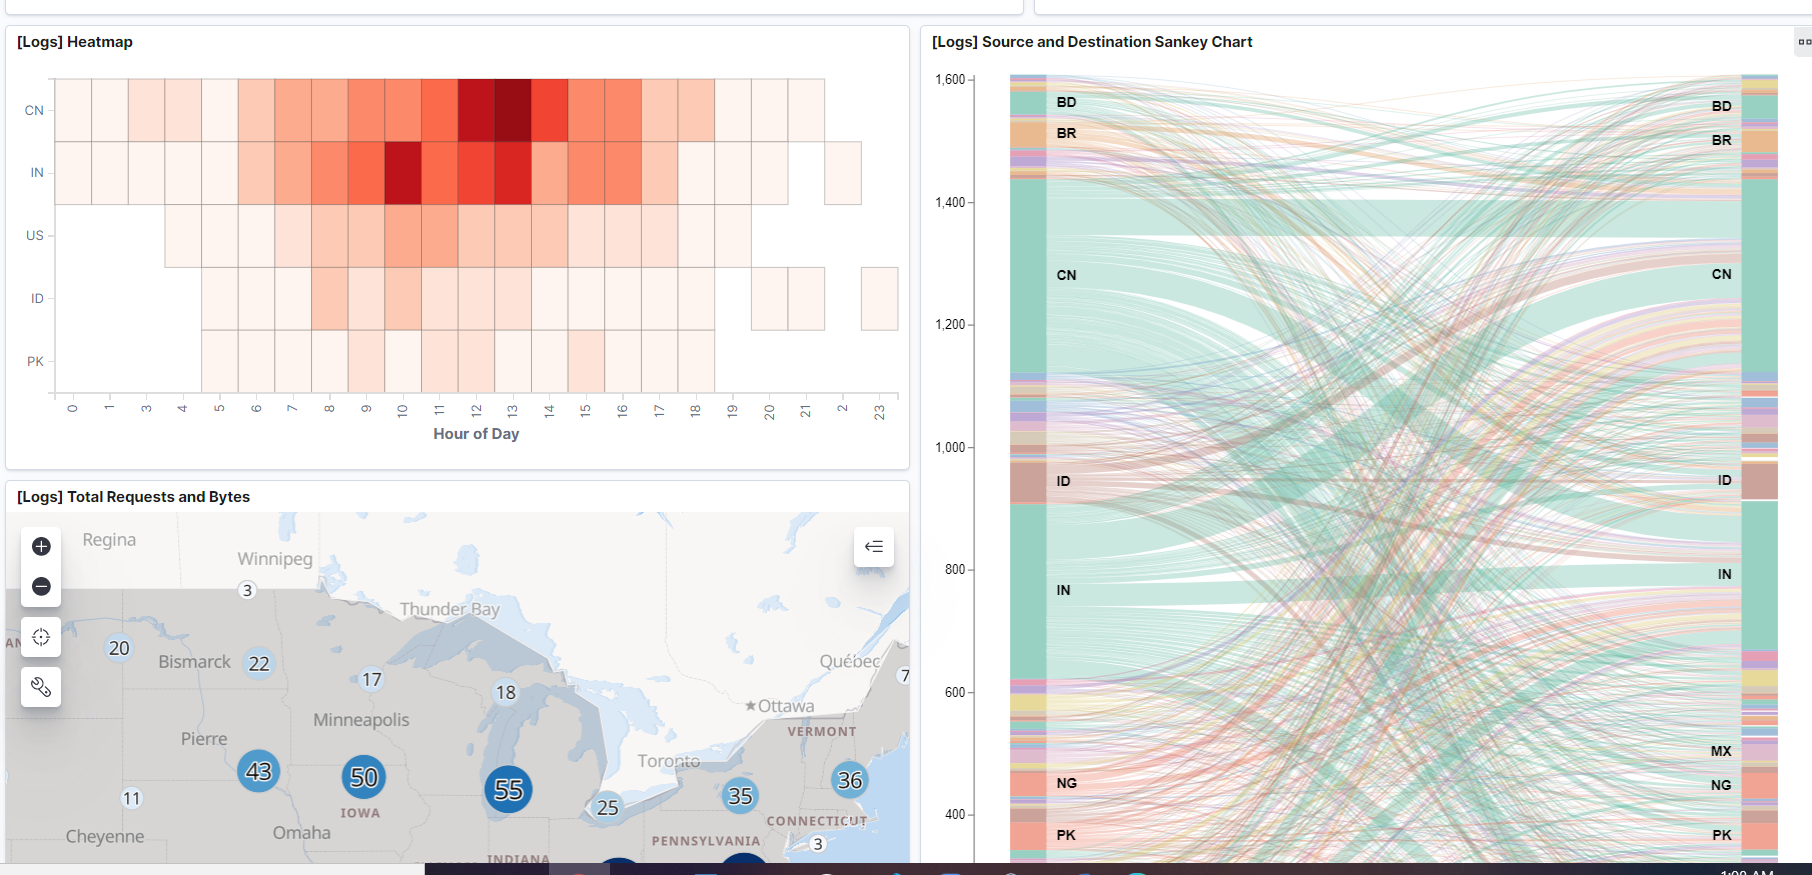 [Logs] Heatmap
CN
IN
US
ID
PK
0 1 3 4 5 6 7 8 9 10 11 12 13 14 15 16 17 18 19 20 21 2 23
Hour of Day
[Logs] Source and Destination Sankey Chart
1,600
1,400
1,200
1,000
800
600
400
BD
BR
CN
ID
IN
NG
PK
BD
BR
CN
ID
IN
MX
NG
PK
[Logs] Total Requests and Bytes
Regina
Winnipeg
3
Thunder Bay
20
Bismarck
22
17
18
Québec
7
Minneapolis
★Ottawa
VERMONT
Pierre
Toronto
43
50
55
25
35
36
11
IOWA
CONNECTICUT
Cheyenne
Omaha
PENNSYLVANIA
3
INDIANA